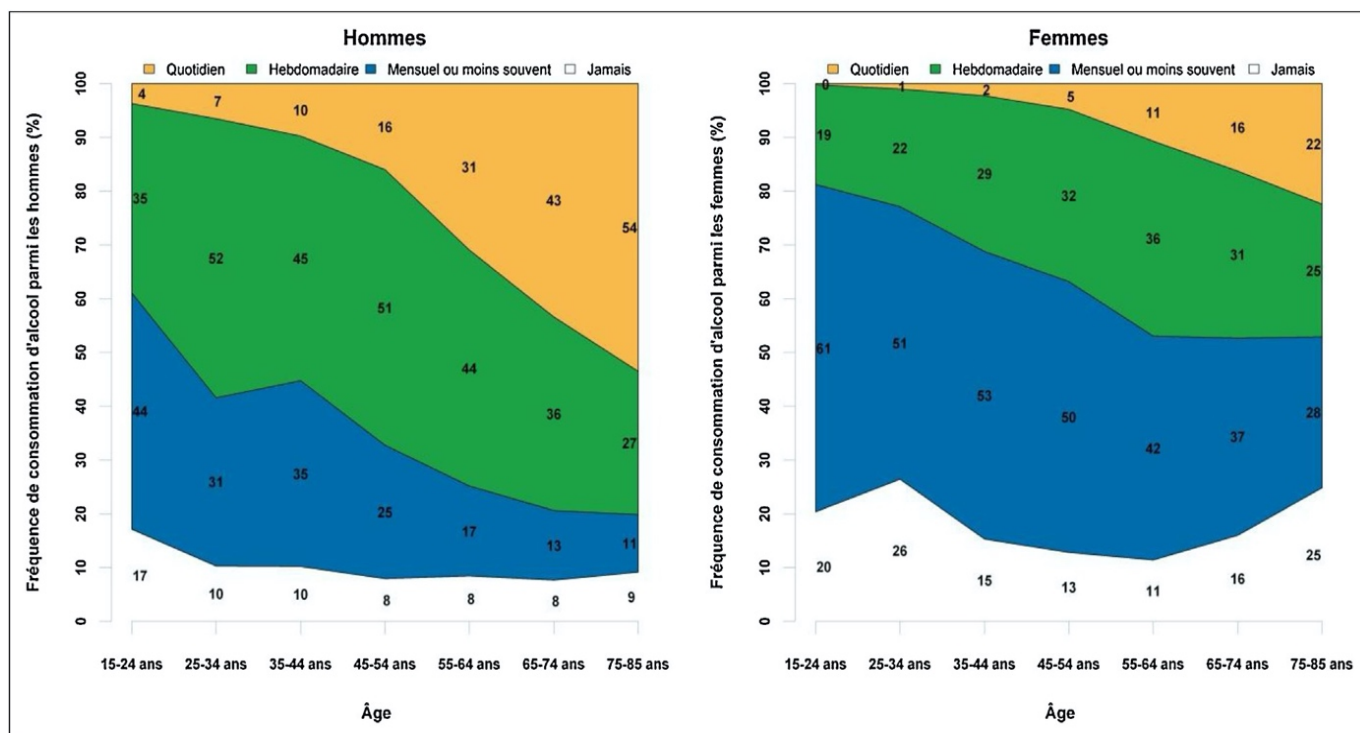 Hommes
Quotidien Hebdomadaire Mensuel ou moins souvent Jamais
Fréquence de consommation d'alcool parmi les hommes (%)
100
90
80
70
60
50
40
30
20
10
0
4 7 10 16 31 43 54
35 52 45 51 44 36 27
44 31 35 25 17 13 11
17 10 10 8 8 8 9
15-24 ans 25-34 ans 35-44 ans 45-54 ans 55-64 ans 65-74 ans 75-85 ans
Âge
Femmes
Quotidien Hebdomadaire Mensuel ou moins souvent Jamais
Fréquence de consommation d'alcool parmi les femmes (%)
100
90
80
70
60
50
40
30
20
10
0
0 1 2 5 11 16 22
19 22 29 32 36 31 25
61 51 53 50 42 37 28
20 26 15 13 11 16 25
15-24 ans 25-34 ans 35-44 ans 45-54 ans 55-64 ans 65-74 ans 75-85 ans
Âge